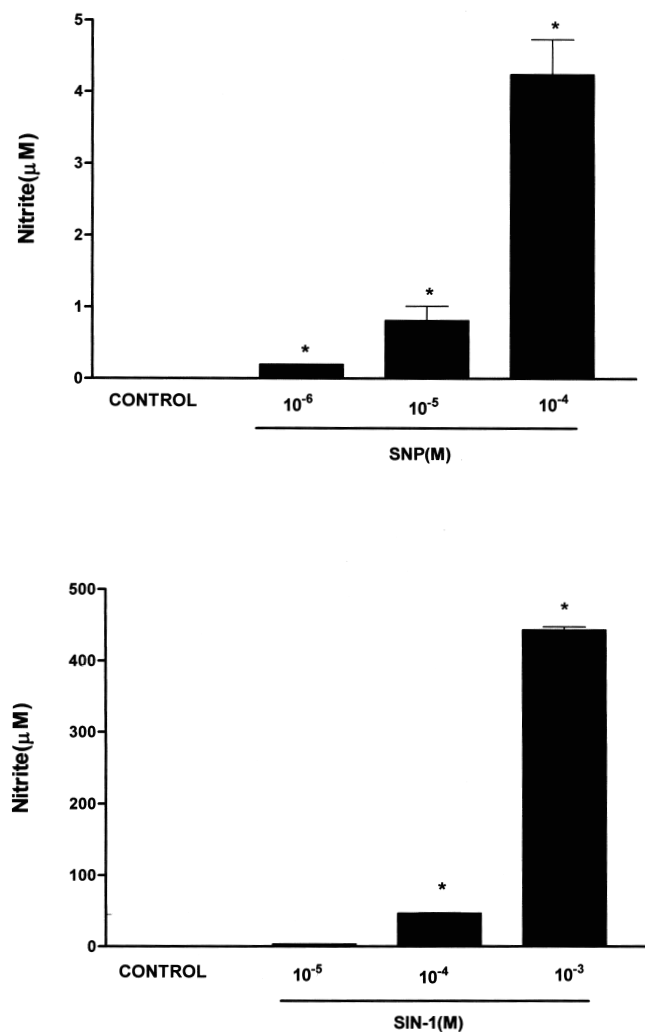 5
*
4
3
Nitrite(μM)
2
*
1
*
0
CONTROL 10⁻⁶ 10⁻⁵ 10⁻⁴
SNP(M)
500
*
400
300
Nitrite(μM)
200
100
*
0
CONTROL 10⁻⁵ 10⁻⁴ 10⁻³
SIN-1(M)